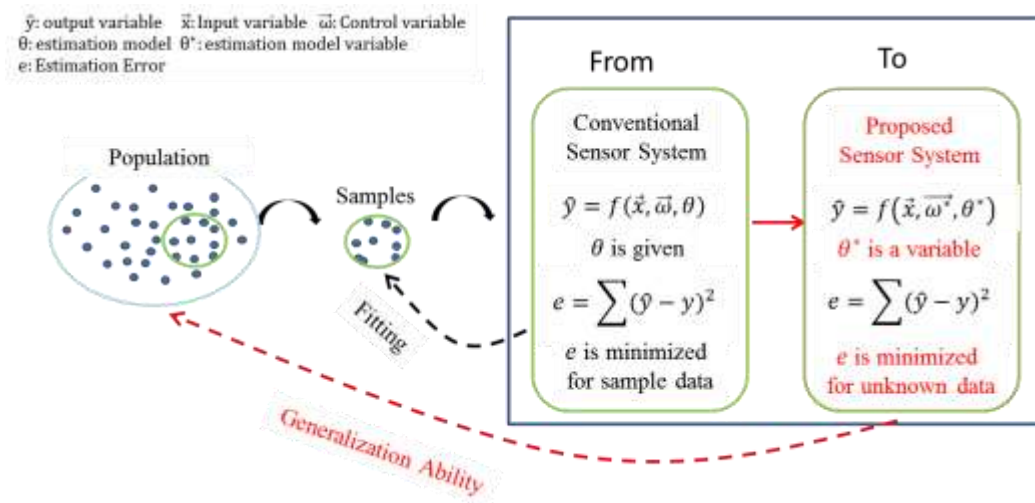 ŷ: output variable x⃗: Input variable ω⃗: Control variable
θ: estimation model θ*: estimation model variable
e: Estimation Error
Population
Samples
Fitting
Generalization Ability
From
Conventional
Sensor System
ŷ = f(x⃗, ω⃗, θ)
θ is given
e = ∑(ŷ − y)²
e is minimized
for sample data
To
Proposed
Sensor System
ŷ = f(x⃗, ω*⃗, θ*)
θ* is a variable
e = ∑(ŷ − y)²
e is minimized
for unknown data